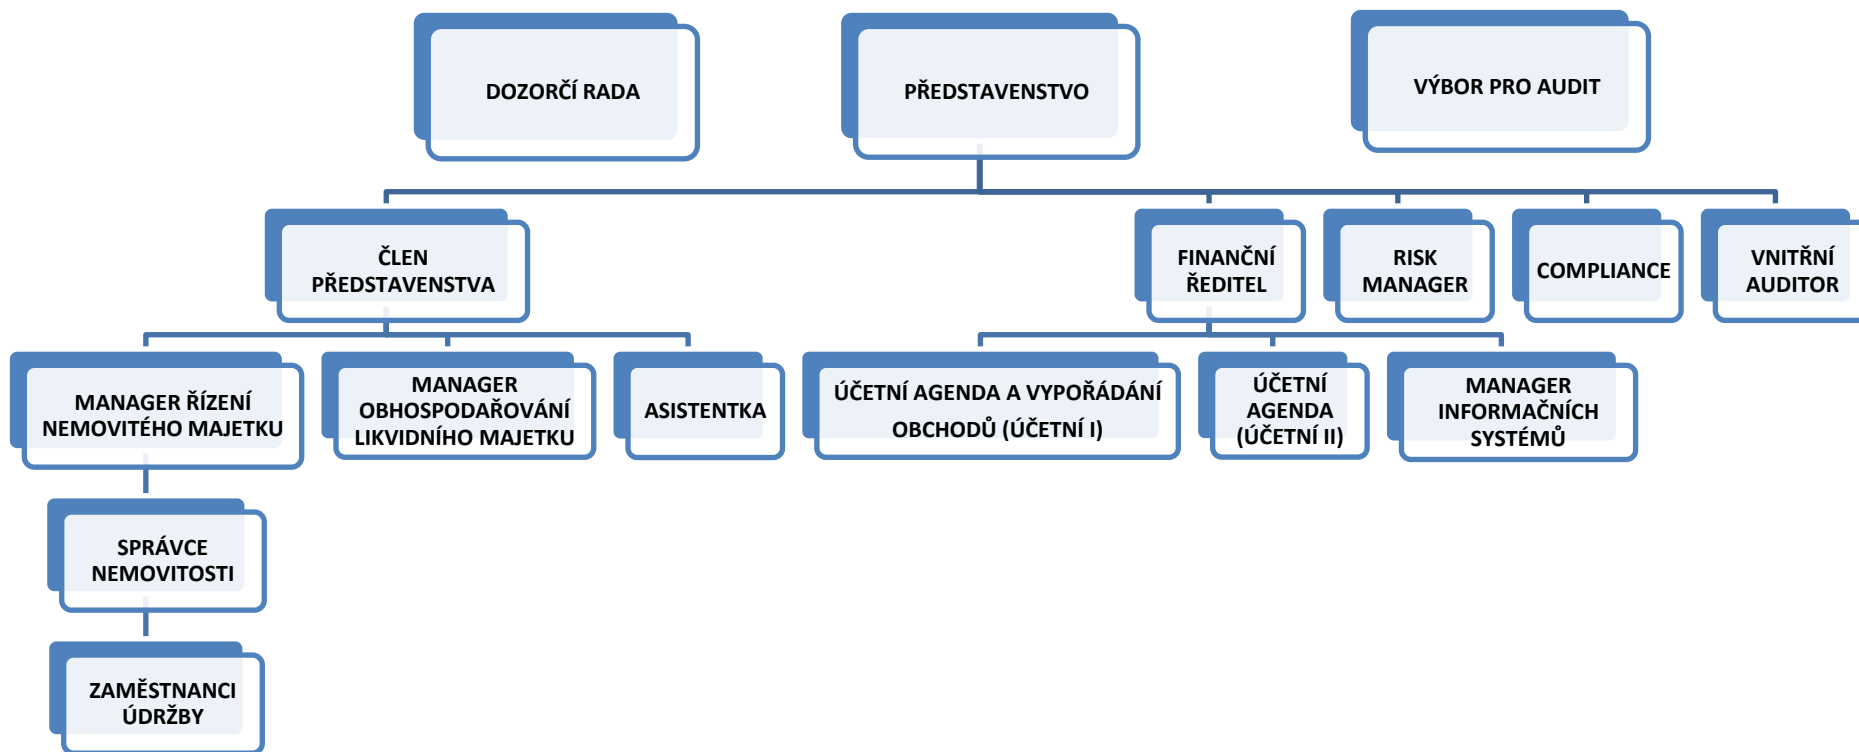 DOZORČÍ RADA
PŘEDSTAVENSTVO
VÝBOR PRO AUDIT
ČLEN
PŘEDSTAVENSTVA
FINANČNÍ
ŘEDITEL
RISK
MANAGER
COMPLIANCE
VNITŘNÍ
AUDITOR
MANAGER ŘÍZENÍ
NEMOVITÉHO MAJETKU
MANAGER
OBHOSPODAŘOVÁNÍ
LIKVIDNÍHO MAJETKU
ASISTENTKA
ÚČETNÍ AGENDA A VYPOŘÁDÁNÍ
OBCHODŮ (ÚČETNÍ I)
ÚČETNÍ
AGENDA
(ÚČETNÍ II)
MANAGER
INFORMAČNÍCH
SYSTÉMŮ
SPRÁVCE
NEMOVITOSTI
ZAMĚSTNANCI
ÚDRŽBY